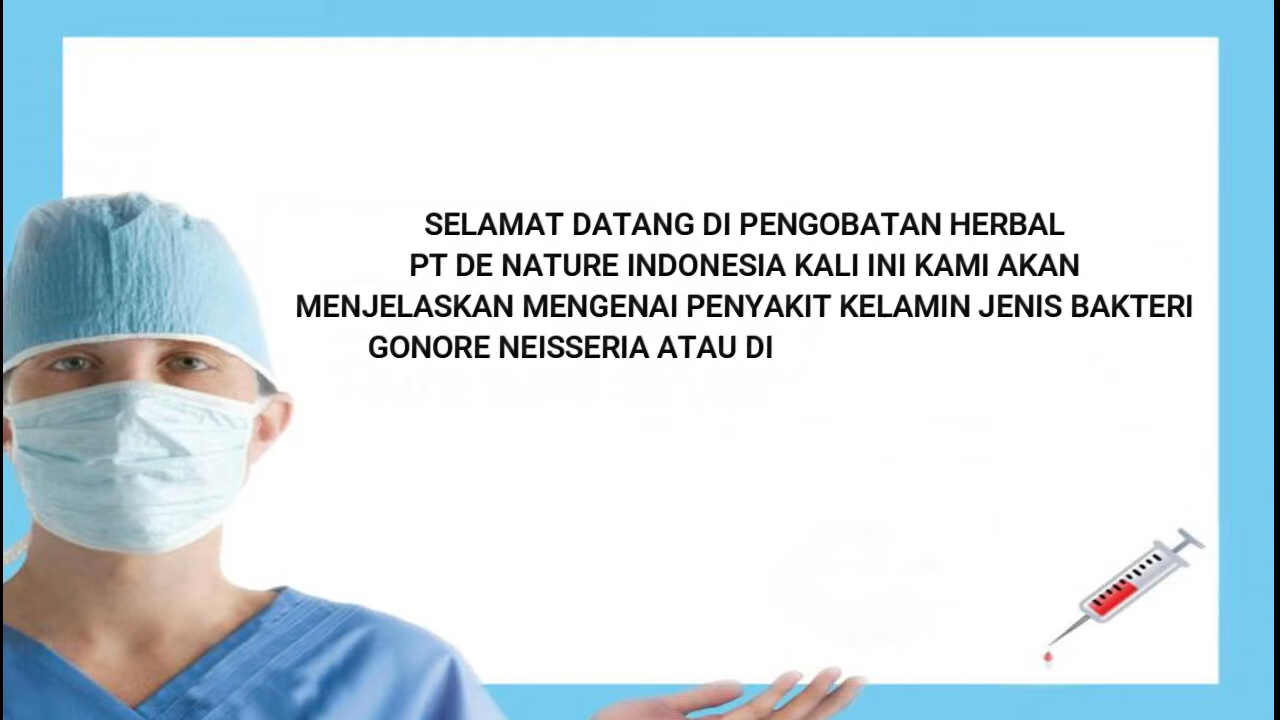 SELAMAT DATANG DI PENGOBATAN HERBAL
PT DE NATURE INDONESIA KALI INI KAMI AKAN
MENJELASKAN MENGENAI PENYAKIT KELAMIN JENIS BAKTERI
GONORE NEISSERIA ATAU DI